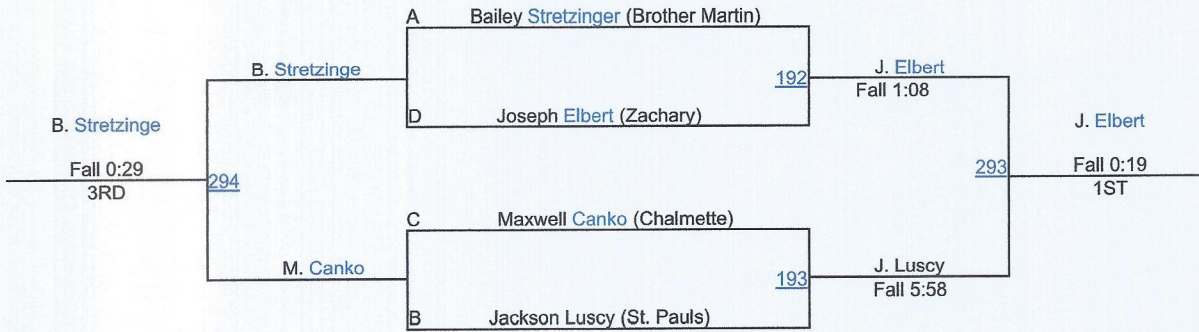 A Bailey Stretzinger (Brother Martin)
B. Stretzinge
192
J. Elbert
Fall 1:08
D Joseph Elbert (Zachary)
B. Stretzinge
Fall 0:29
3RD
294
J. Elbert
293
Fall 0:19
1ST
C Maxwell Canko (Chalmette)
M. Canko
193
J. Luscy
Fall 5:58
B Jackson Luscy (St. Pauls)